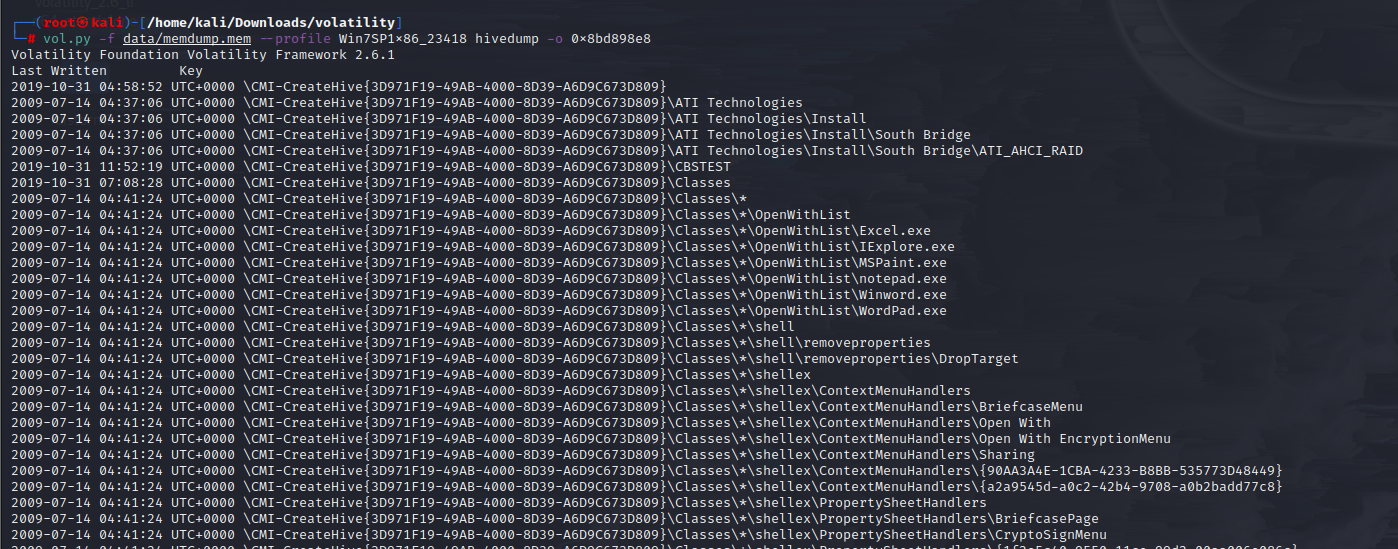 ┌──(root㉿kali)-[/home/kali/Downloads/volatility]
└─# vol.py -f data/memdump.mem --profile Win7SP1×86_23418 hivedump -o 0×8bd898e8
Volatility Foundation Volatility Framework 2.6.1
Last Written         Key
2019-10-31 04:58:52 UTC+0000 \CMI-CreateHive{3D971F19-49AB-4000-8D39-A6D9C673D809}
2009-07-14 04:37:06 UTC+0000 \CMI-CreateHive{3D971F19-49AB-4000-8D39-A6D9C673D809}\ATI Technologies
2009-07-14 04:37:06 UTC+0000 \CMI-CreateHive{3D971F19-49AB-4000-8D39-A6D9C673D809}\ATI Technologies\Install
2009-07-14 04:37:06 UTC+0000 \CMI-CreateHive{3D971F19-49AB-4000-8D39-A6D9C673D809}\ATI Technologies\Install\South Bridge
2009-07-14 04:37:06 UTC+0000 \CMI-CreateHive{3D971F19-49AB-4000-8D39-A6D9C673D809}\ATI Technologies\Install\South Bridge\ATI_AHCI_RAID
2019-10-31 11:52:19 UTC+0000 \CMI-CreateHive{3D971F19-49AB-4000-8D39-A6D9C673D809}\CBSTEST
2019-10-31 07:08:28 UTC+0000 \CMI-CreateHive{3D971F19-49AB-4000-8D39-A6D9C673D809}\Classes
2009-07-14 04:41:24 UTC+0000 \CMI-CreateHive{3D971F19-49AB-4000-8D39-A6D9C673D809}\Classes\*
2009-07-14 04:41:24 UTC+0000 \CMI-CreateHive{3D971F19-49AB-4000-8D39-A6D9C673D809}\Classes\*\OpenWithList
2009-07-14 04:41:24 UTC+0000 \CMI-CreateHive{3D971F19-49AB-4000-8D39-A6D9C673D809}\Classes\*\OpenWithList\Excel.exe
2009-07-14 04:41:24 UTC+0000 \CMI-CreateHive{3D971F19-49AB-4000-8D39-A6D9C673D809}\Classes\*\OpenWithList\IExplore.exe
2009-07-14 04:41:24 UTC+0000 \CMI-CreateHive{3D971F19-49AB-4000-8D39-A6D9C673D809}\Classes\*\OpenWithList\MSPaint.exe
2009-07-14 04:41:24 UTC+0000 \CMI-CreateHive{3D971F19-49AB-4000-8D39-A6D9C673D809}\Classes\*\OpenWithList\notepad.exe
2009-07-14 04:41:24 UTC+0000 \CMI-CreateHive{3D971F19-49AB-4000-8D39-A6D9C673D809}\Classes\*\OpenWithList\Winword.exe
2009-07-14 04:41:24 UTC+0000 \CMI-CreateHive{3D971F19-49AB-4000-8D39-A6D9C673D809}\Classes\*\OpenWithList\WordPad.exe
2009-07-14 04:41:24 UTC+0000 \CMI-CreateHive{3D971F19-49AB-4000-8D39-A6D9C673D809}\Classes\*\shell
2009-07-14 04:41:24 UTC+0000 \CMI-CreateHive{3D971F19-49AB-4000-8D39-A6D9C673D809}\Classes\*\shell\removeproperties
2009-07-14 04:41:24 UTC+0000 \CMI-CreateHive{3D971F19-49AB-4000-8D39-A6D9C673D809}\Classes\*\shell\removeproperties\DropTarget
2009-07-14 04:41:24 UTC+0000 \CMI-CreateHive{3D971F19-49AB-4000-8D39-A6D9C673D809}\Classes\*\shellex
2009-07-14 04:41:24 UTC+0000 \CMI-CreateHive{3D971F19-49AB-4000-8D39-A6D9C673D809}\Classes\*\shellex\ContextMenuHandlers
2009-07-14 04:41:24 UTC+0000 \CMI-CreateHive{3D971F19-49AB-4000-8D39-A6D9C673D809}\Classes\*\shellex\ContextMenuHandlers\BriefcaseMenu
2009-07-14 04:41:24 UTC+0000 \CMI-CreateHive{3D971F19-49AB-4000-8D39-A6D9C673D809}\Classes\*\shellex\ContextMenuHandlers\Open With
2009-07-14 04:41:24 UTC+0000 \CMI-CreateHive{3D971F19-49AB-4000-8D39-A6D9C673D809}\Classes\*\shellex\ContextMenuHandlers\Open With EncryptionMenu
2009-07-14 04:41:24 UTC+0000 \CMI-CreateHive{3D971F19-49AB-4000-8D39-A6D9C673D809}\Classes\*\shellex\ContextMenuHandlers\Sharing
2009-07-14 04:41:24 UTC+0000 \CMI-CreateHive{3D971F19-49AB-4000-8D39-A6D9C673D809}\Classes\*\shellex\ContextMenuHandlers\{90AA3A4E-1CBA-4233-B8BB-535773D48449}
2009-07-14 04:41:24 UTC+0000 \CMI-CreateHive{3D971F19-49AB-4000-8D39-A6D9C673D809}\Classes\*\shellex\ContextMenuHandlers\{a2a9545d-a0c2-42b4-9708-a0b2badd77c8}
2009-07-14 04:41:24 UTC+0000 \CMI-CreateHive{3D971F19-49AB-4000-8D39-A6D9C673D809}\Classes\*\shellex\PropertySheetHandlers
2009-07-14 04:41:24 UTC+0000 \CMI-CreateHive{3D971F19-49AB-4000-8D39-A6D9C673D809}\Classes\*\shellex\PropertySheetHandlers\BriefcasePage
2009-07-14 04:41:24 UTC+0000 \CMI-CreateHive{3D971F19-49AB-4000-8D39-A6D9C673D809}\Classes\*\shellex\PropertySheetHandlers\CryptoSignMenu